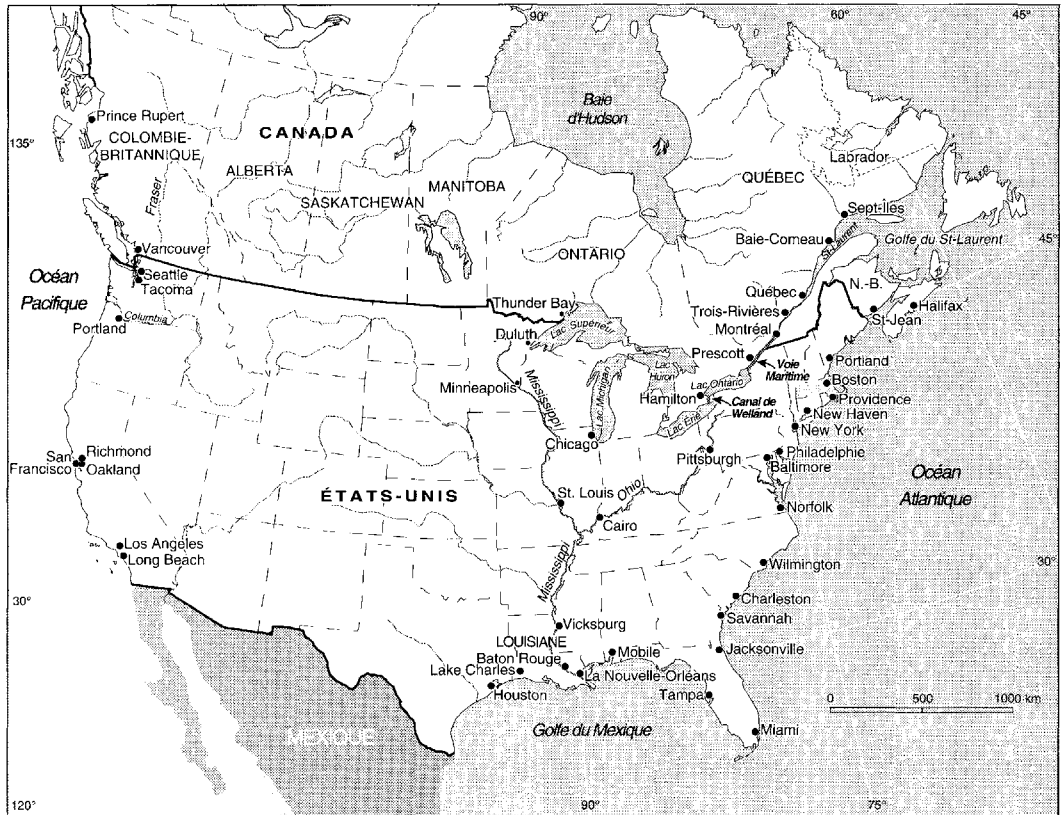 90°
60°
45°
Baie
d'Hudson
Prince Rupert
135°
COLOMBIE-
BRITANNIQUE
CANADA
ALBERTA
SASKATCHEWAN
MANITOBA
Fraser
Labrador
QUÉBEC
Sept-Îles
Baie-Comeau
St-Laurent
Golfe du St-Laurent
45°
ONTARIO
Vancouver
Seattle
Tacoma
Océan
Pacifique
Portland
Columbia
Thunder Bay
Lac Supérieur
Duluth
Québec
N.-B.
Trois-Rivières
St-Jean
Halifax
Montréal
Prescott
Voie
Maritime
Portland
Minneapolis
Mississippi
Lac Michigan
Lac
Huron
Lac Ontario
Hamilton
Canal de
Welland
Lac Érié
Boston
Providence
New Haven
New York
Chicago
Pittsburgh
Philadelphie
Baltimore
San
Francisco
Richmond
Oakland
ÉTATS-UNIS
St. Louis
Ohio
Cairo
Norfolk
Océan
Atlantique
Los Angeles
Long Beach
Mississippi
Wilmington
30°
30°
Charleston
Savannah
Vicksburg
LOUISIANE
Baton Rouge
Mobile
Jacksonville
Lake Charles
La Nouvelle-Orléans
Houston
Tampa
0 500 1000 km
MEXIQUE
Golfe du Mexique
Miami
120°
90°
75°